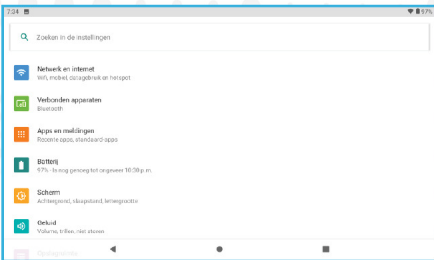 7:04 97%
Zoeken in de instellingen
Netwerk en internet
Wifi, mobiel, datagebruik en hotspot
Verbonden apparaten
Bluetooth
Apps en meldingen
Recente apps, standaard-apps
Batterij
97% - Is nog genoeg tot ongeveer 10:00 p.m.
Scherm
Achtergrond, slaapstand, lettergrootte
Geluid
Volume, trillen, niet storen